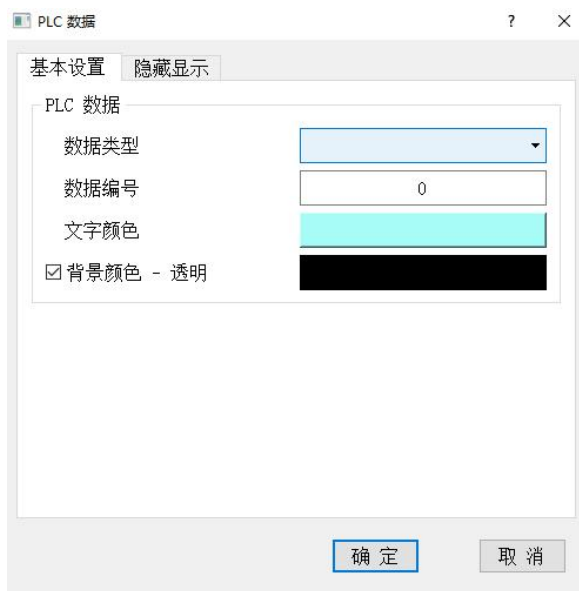 PLC 数据
基本设置 隐藏显示
PLC 数据
数据类型
数据编号 0
文字颜色
背景颜色 - 透明
确定 取消